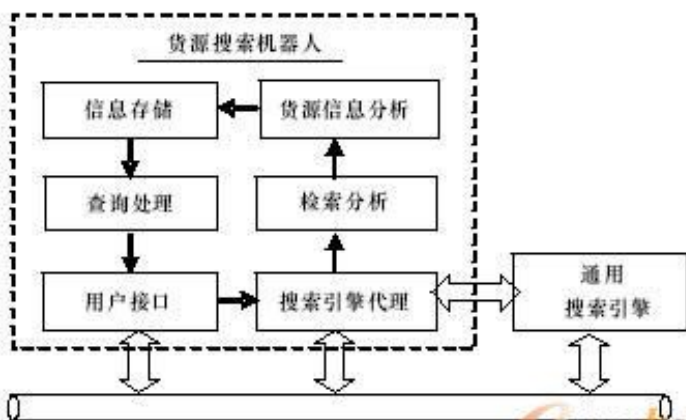 货源搜索机器人
信息存储
货源信息分析
查询处理
检索分析
用户接口
搜索引擎代理
通用
搜索引擎